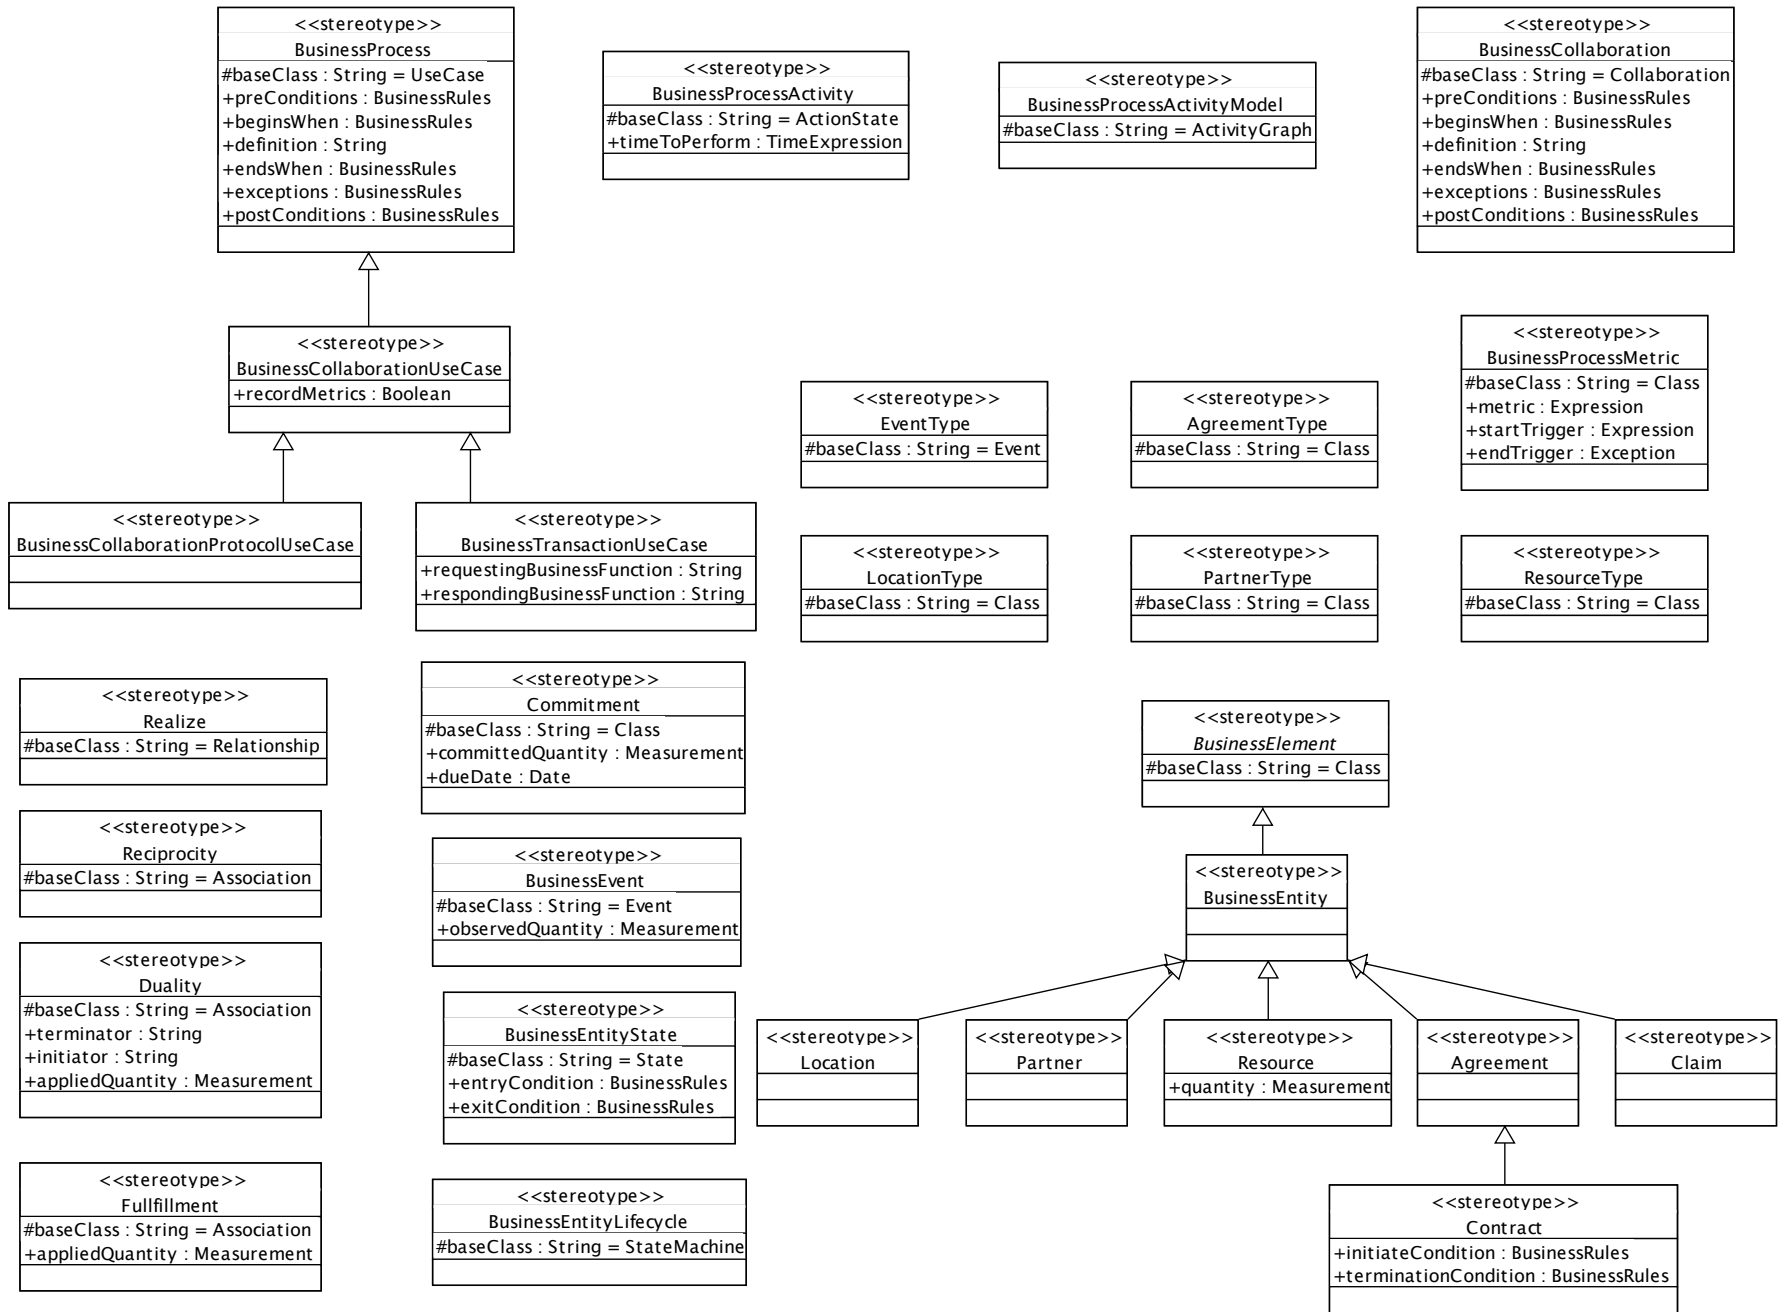 <<stereotype>>
BusinessProcess
#baseClass : String = UseCase
+preConditions : BusinessRules
+beginsWhen : BusinessRules
+definition : String
+endsWhen : BusinessRules
+exceptions : BusinessRules
+postConditions : BusinessRules
<<stereotype>>
BusinessProcessActivity
#baseClass : String = ActionState
+timeToPerform : TimeExpression
<<stereotype>>
BusinessProcessActivityModel
#baseClass : String = ActivityGraph
<<stereotype>>
BusinessCollaboration
#baseClass : String = Collaboration
+preConditions : BusinessRules
+beginsWhen : BusinessRules
+definition : String
+endsWhen : BusinessRules
+exceptions : BusinessRules
+postConditions : BusinessRules
<<stereotype>>
BusinessCollaborationUseCase
+recordMetrics : Boolean
<<stereotype>>
EventType
#baseClass : String = Event
<<stereotype>>
AgreementType
#baseClass : String = Class
<<stereotype>>
BusinessProcessMetric
#baseClass : String = Class
+metric : Expression
+startTrigger : Expression
+endTrigger : Exception
<<stereotype>>
BusinessCollaborationProtocolUseCase
<<stereotype>>
BusinessTransactionUseCase
+requestingBusinessFunction : String
+respondingBusinessFunction : String
<<stereotype>>
LocationType
#baseClass : String = Class
<<stereotype>>
PartnerType
#baseClass : String = Class
<<stereotype>>
ResourceType
#baseClass : String = Class
<<stereotype>>
Realize
#baseClass : String = Relationship
<<stereotype>>
Commitment
#baseClass : String = Class
+committedQuantity : Measurement
+dueDate : Date
<<stereotype>>
BusinessElement
#baseClass : String = Class
<<stereotype>>
Reciprocity
#baseClass : String = Association
<<stereotype>>
BusinessEvent
#baseClass : String = Event
+observedQuantity : Measurement
<<stereotype>>
BusinessEntity
<<stereotype>>
Duality
#baseClass : String = Association
+terminator : String
+initiator : String
+appliedQuantity : Measurement
<<stereotype>>
BusinessEntityState
#baseClass : String = State
+entryCondition : BusinessRules
+exitCondition : BusinessRules
<<stereotype>>
Location
<<stereotype>>
Partner
<<stereotype>>
Resource
+quantity : Measurement
<<stereotype>>
Agreement
<<stereotype>>
Claim
<<stereotype>>
Fullfillment
#baseClass : String = Association
+appliedQuantity : Measurement
<<stereotype>>
BusinessEntityLifecycle
#baseClass : String = StateMachine
<<stereotype>>
Contract
+initiateCondition : BusinessRules
+terminationCondition : BusinessRules